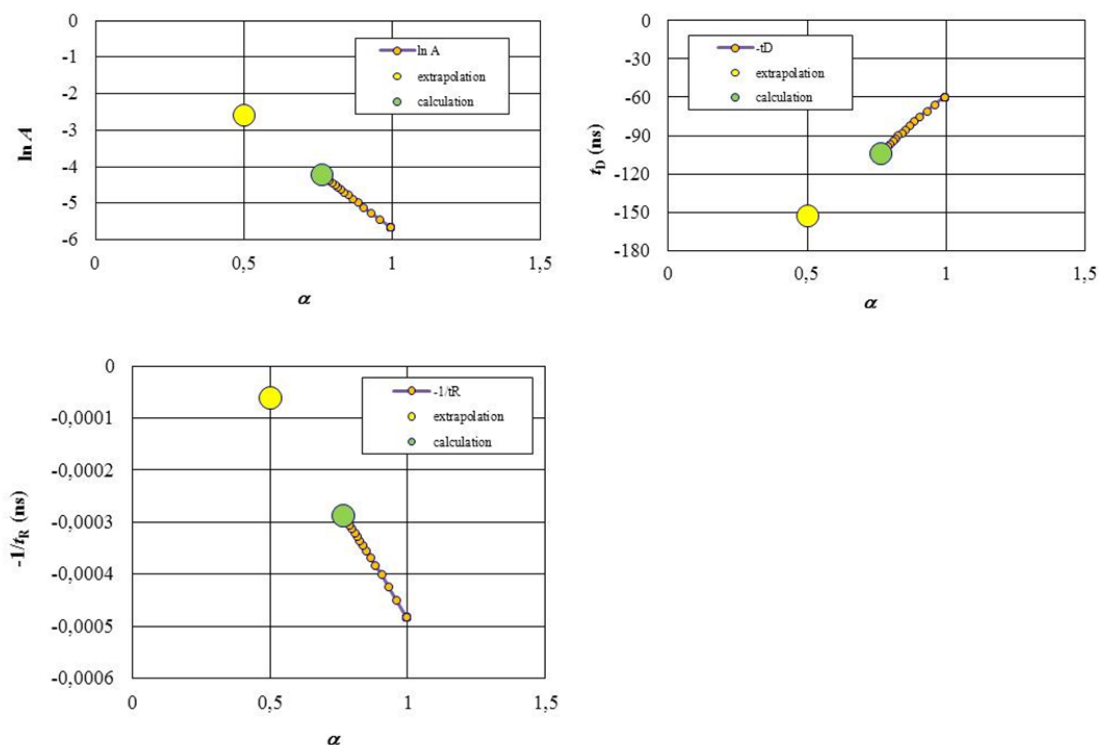 0
-1
-2
-3
-4
-5
-6
ln A
0
0,5
1
1,5
α
ln A
extrapolation
calculation
0
-30
-60
-90
-120
-150
-180
tD (ns)
0
0,5
1
1,5
α
-tD
extrapolation
calculation
0
-0,0001
-0,0002
-0,0003
-0,0004
-0,0005
-0,0006
-1/tR (ns)
0
0,5
1
1,5
α
-1/tR
extrapolation
calculation